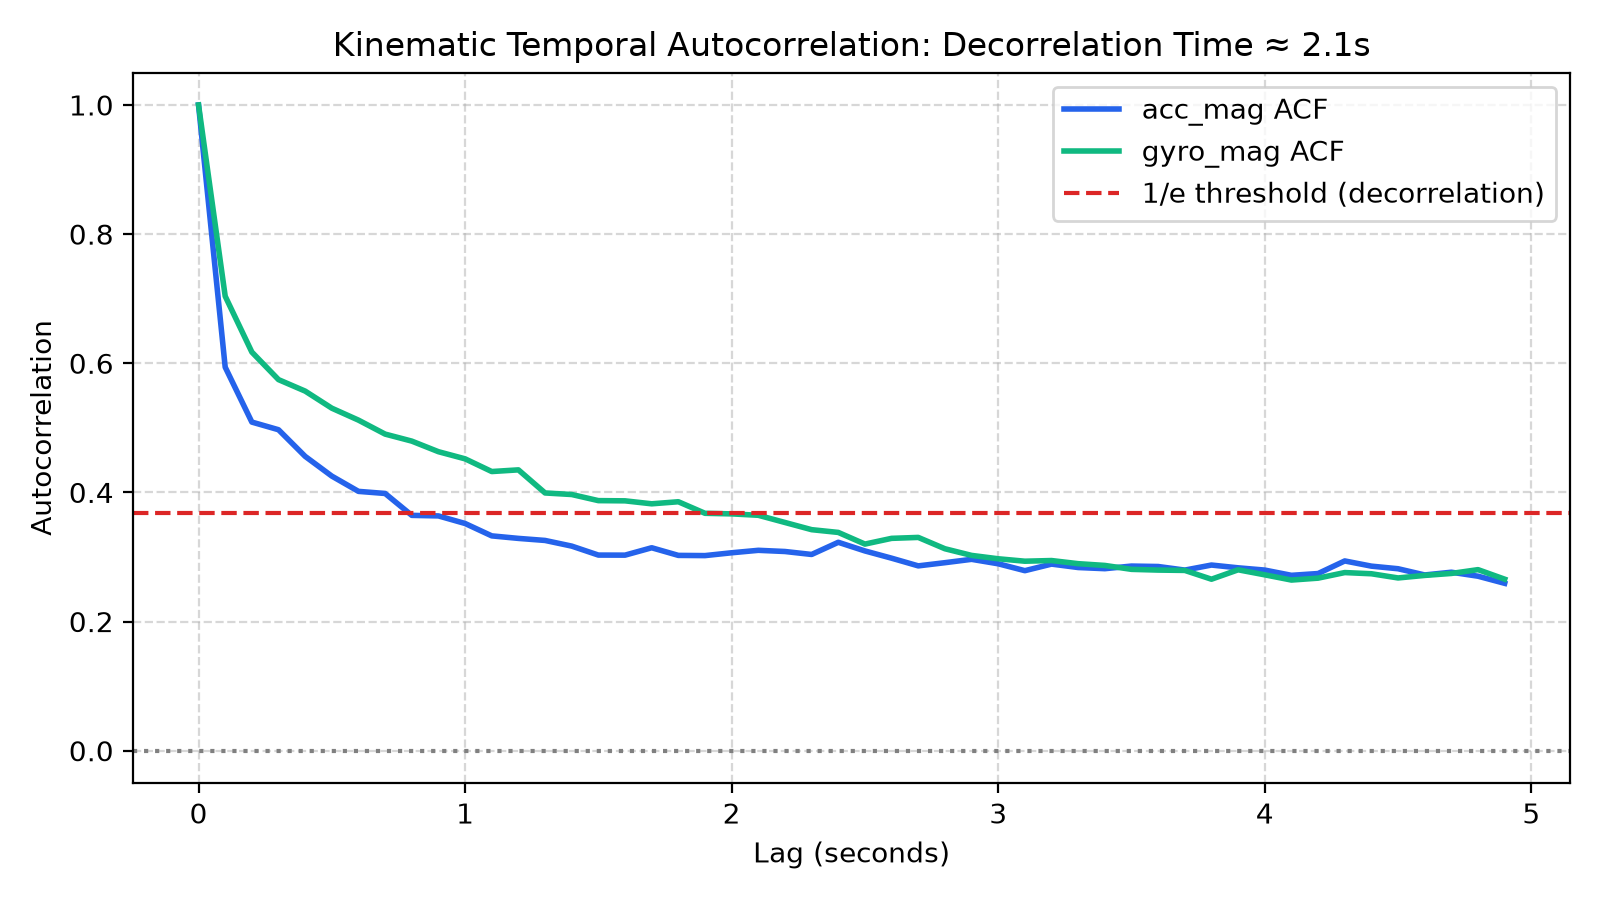 Kinematic Temporal Autocorrelation: Decorrelation Time ≈ 2.1s
acc_mag ACF
gyro_mag ACF
1/e threshold (decorrelation)
Autocorrelation
1.0
0.8
0.6
0.4
0.2
0.0
0 1 2 3 4 5
Lag (seconds)